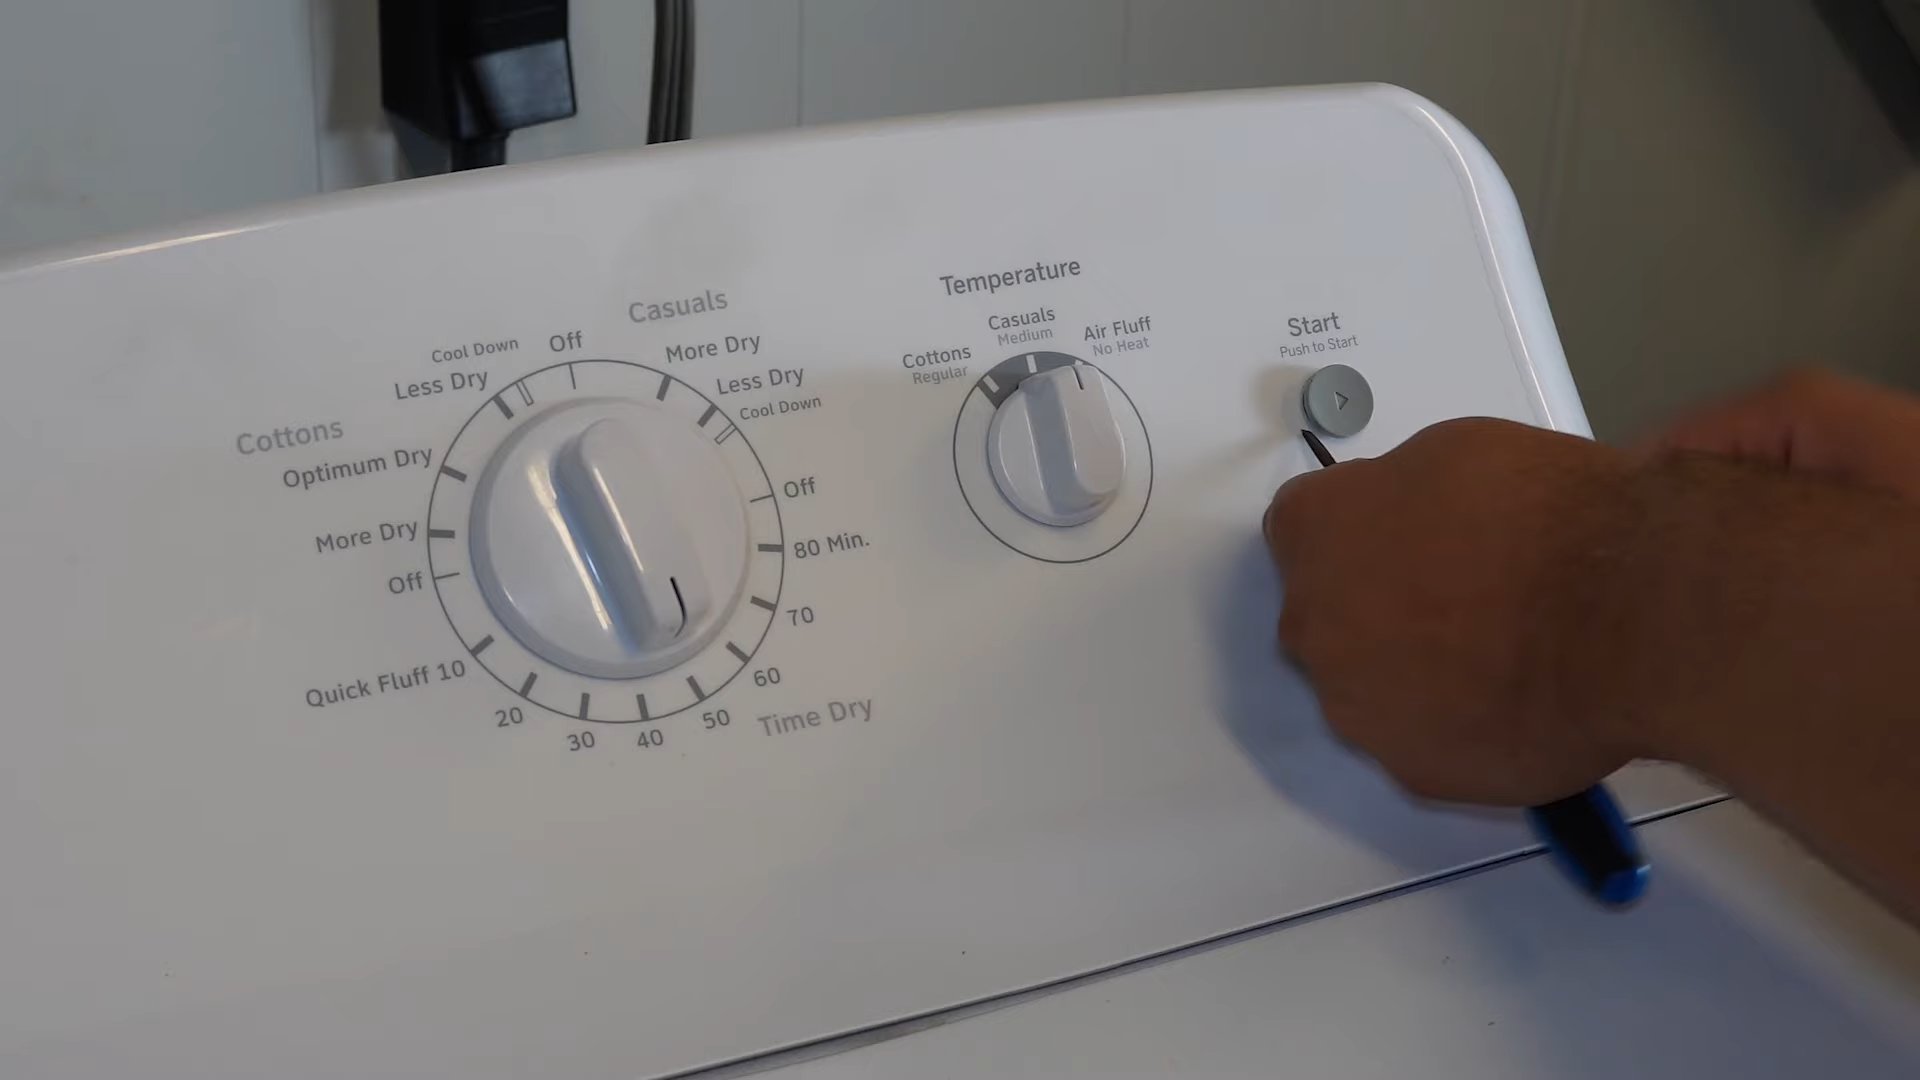 Casuals
Cool Down
Off
More Dry
Less Dry
Less Dry
Cool Down
Cottons
Optimum Dry
More Dry
Off
Off
80 Min.
70
60
Quick Fluff 10
20
30
40
50
Time Dry
Temperature
Casuals
Medium
Air Fluff
No Heat
Cottons
Regular
Start
Push to Start